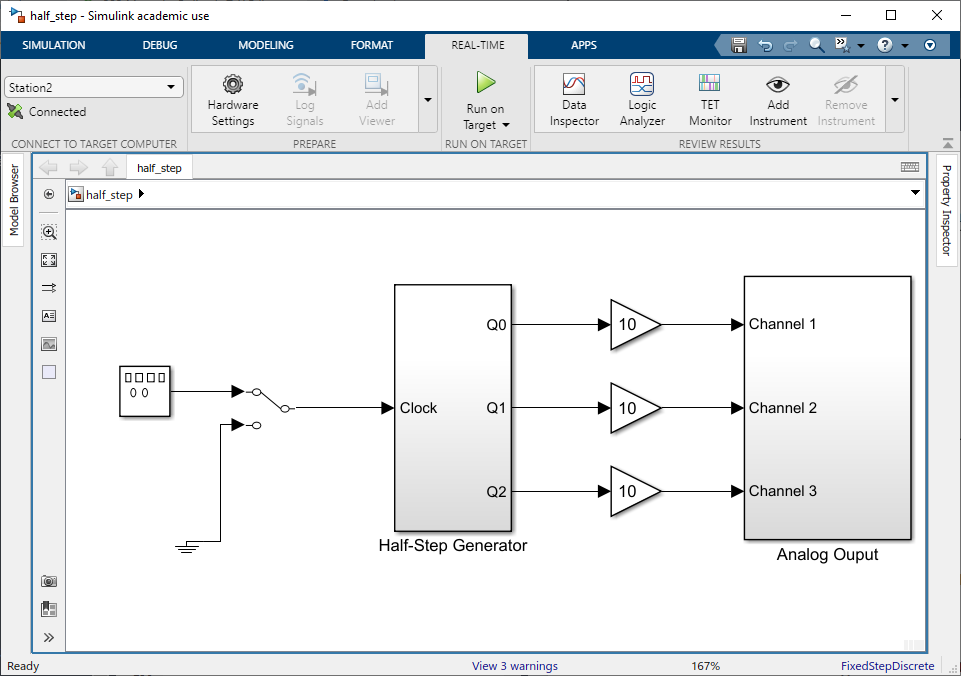 half_step - Simulink academic use
SIMULATION DEBUG MODELING FORMAT REAL-TIME APPS
Station2
Connected
CONNECT TO TARGET COMPUTER
Hardware
Settings
Log
Signals
Add
Viewer
PREPARE
Run on
Target
RUN ON TARGET
Data
Inspector
Logic
Analyzer
TET
Monitor
Add
Instrument
Remove
Instrument
REVIEW RESULTS
Model Browser
half_step
half_step
Property Inspector
Clock
Q0
Q1
Q2
Half-Step Generator
10
10
10
Channel 1
Channel 2
Channel 3
Analog Ouput
Ready View 3 warnings 167% FixedStepDiscrete